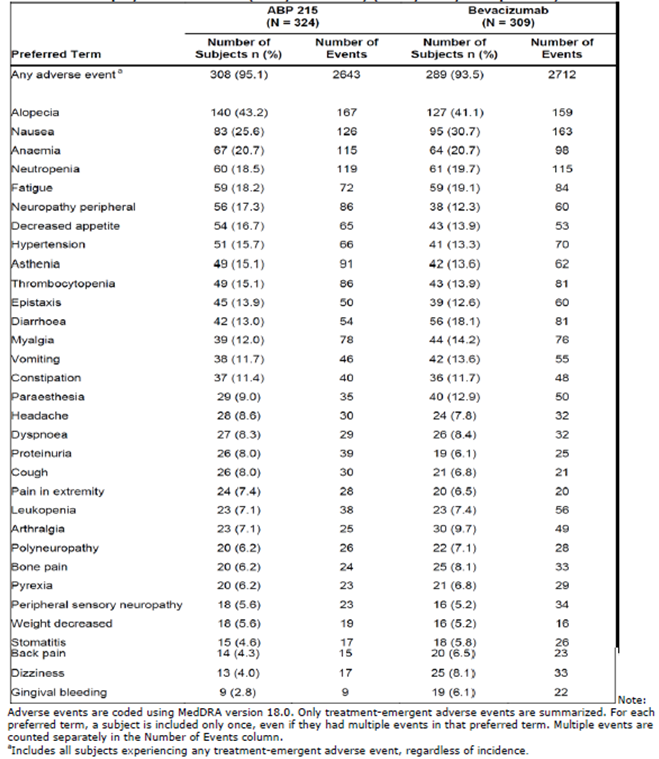 ABP 215 Bevacizumab
(N = 324) (N = 309)
Number of Number of Number of Number of
Preferred Term Subjects n (%) Events Subjects n (%) Events
Any adverse event a 308 (95.1) 2643 289 (93.5) 2712
Alopecia 140 (43.2) 167 127 (41.1) 159
Nausea 83 (25.6) 126 95 (30.7) 163
Anaemia 67 (20.7) 115 64 (20.7) 98
Neutropenia 60 (18.5) 119 61 (19.7) 115
Fatigue 59 (18.2) 72 59 (19.1) 84
Neuropathy peripheral 56 (17.3) 86 38 (12.3) 60
Decreased appetite 54 (16.7) 65 43 (13.9) 53
Hypertension 51 (15.7) 66 41 (13.3) 70
Asthenia 49 (15.1) 91 42 (13.6) 62
Thrombocytopenia 49 (15.1) 86 43 (13.9) 81
Epistaxis 45 (13.9) 50 39 (12.6) 60
Diarrhoea 42 (13.0) 54 56 (18.1) 81
Myalgia 39 (12.0) 78 44 (14.2) 76
Vomiting 38 (11.7) 46 42 (13.6) 55
Constipation 37 (11.4) 40 36 (11.7) 48
Paraesthesia 29 (9.0) 35 40 (12.9) 50
Headache 28 (8.6) 30 24 (7.8) 32
Dyspnoea 27 (8.3) 29 26 (8.4) 32
Proteinuria 26 (8.0) 39 19 (6.1) 25
Cough 26 (8.0) 30 21 (6.8) 21
Pain in extremity 24 (7.4) 28 20 (6.5) 20
Leukopenia 23 (7.1) 38 23 (7.4) 56
Arthralgia 23 (7.1) 25 30 (9.7) 49
Polyneuropathy 20 (6.2) 26 22 (7.1) 28
Bone pain 20 (6.2) 24 25 (8.1) 33
Pyrexia 20 (6.2) 23 21 (6.8) 29
Peripheral sensory neuropathy 18 (5.6) 23 16 (5.2) 34
Weight decreased 18 (5.6) 19 16 (5.2) 16
Stomatitis 15 (4.6) 17 18 (5.8) 26
Back pain 14 (4.3) 15 20 (6.5) 23
Dizziness 13 (4.0) 17 25 (8.1) 33
Gingival bleeding 9 (2.8) 9 19 (6.1) 22
Note:
Adverse events are coded using MedDRA version 18.0. Only treatment-emergent adverse events are summarized. For each
preferred term, a subject is included only once, even if they had multiple events in that preferred term. Multiple events are
counted separately in the Number of Events column.
aIncludes all subjects experiencing any treatment-emergent adverse event, regardless of incidence.